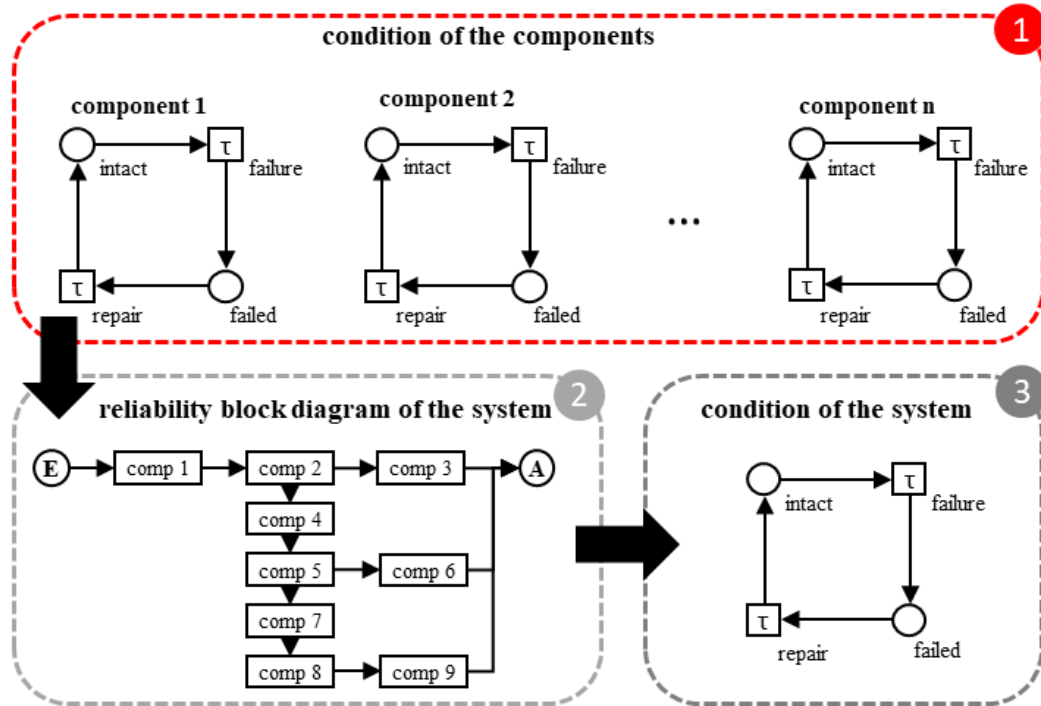 condition of the components
1
component 1
component 2
component n
τ
intact
failure
τ
repair
failed
τ
intact
failure
τ
repair
failed
...
τ
intact
failure
τ
repair
failed
reliability block diagram of the system
2
E
comp 1
comp 2
comp 3
A
comp 4
comp 5
comp 6
comp 7
comp 8
comp 9
condition of the system
3
τ
intact
failure
τ
repair
failed